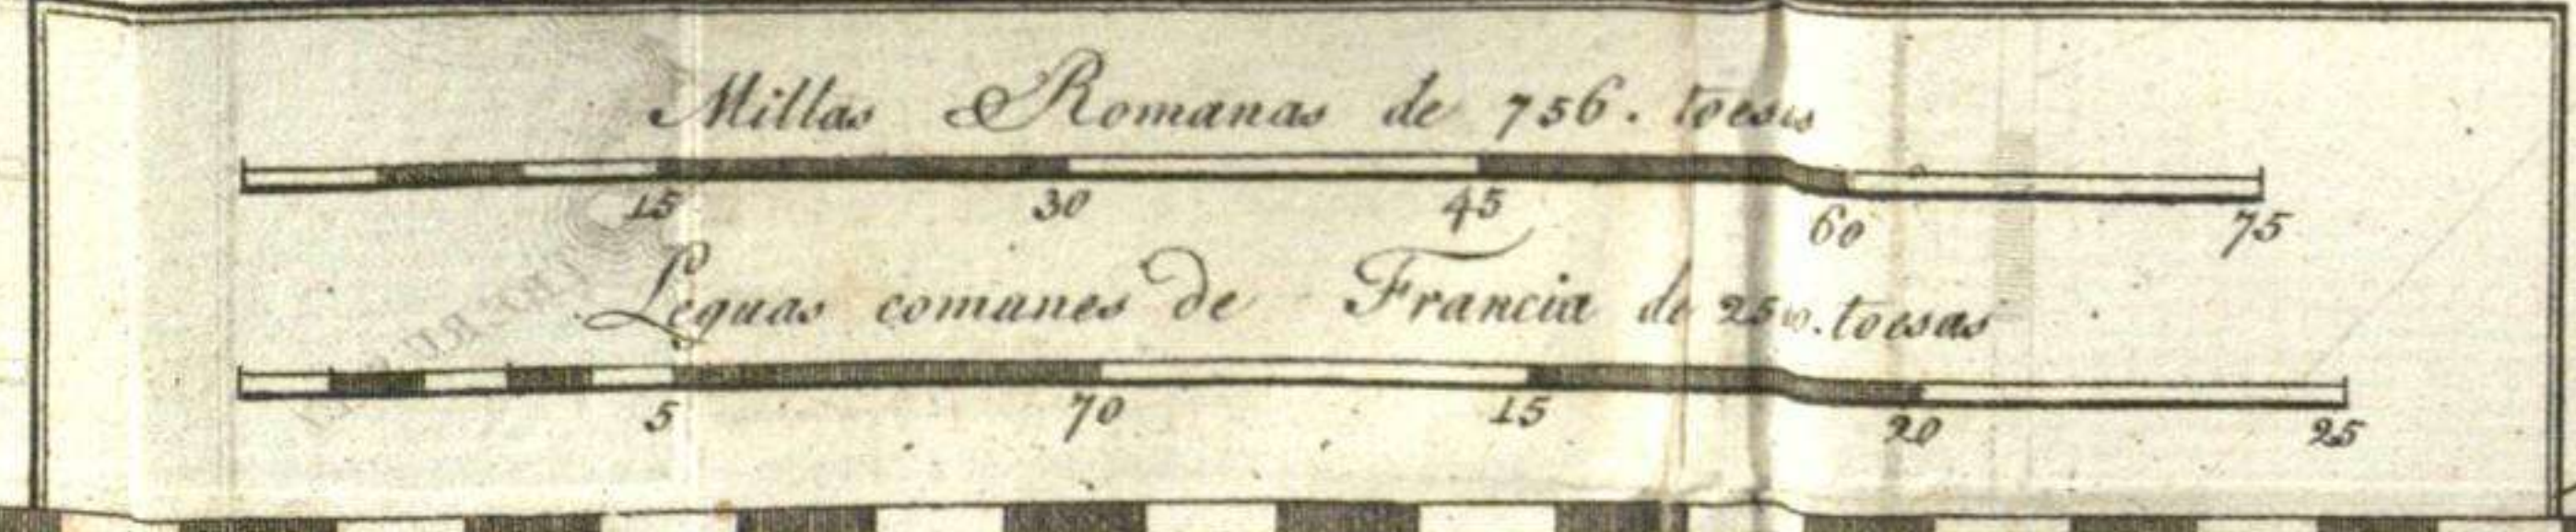 Millas Romanas de 756. toesas
15 30 45 60 75
Leguas comunes de Francia de toesas
5 70 15 20 25